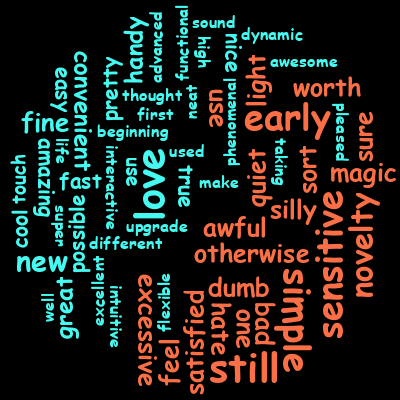 sound
dynamic
functional
advanced
handy
nice
high
awesome
pretty
convenient
easy
light
worth
thought
neat
use
phenomenal
first
early
pleased
fine
beginning
sure
life
amazing
interactive
use
love
used
true
taking
sort
quiet
magic
cool touch
fast
make
possible
super
silly
novelty
sensitive
upgrade
awful
different
otherwise
new
great
well
excellent
intuitive
excessive
flexible
feel
satisfied
dumb
hate
one
bad
simple
still